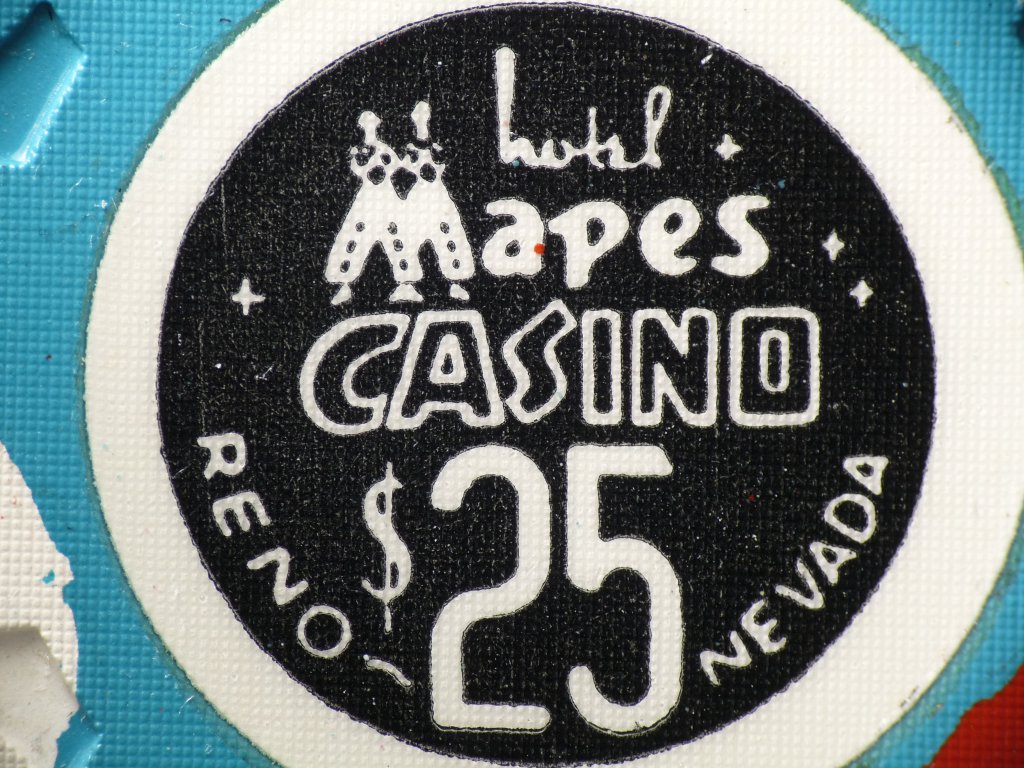 hotel
Mapes
CASINO
$25
RENO, NEVADA